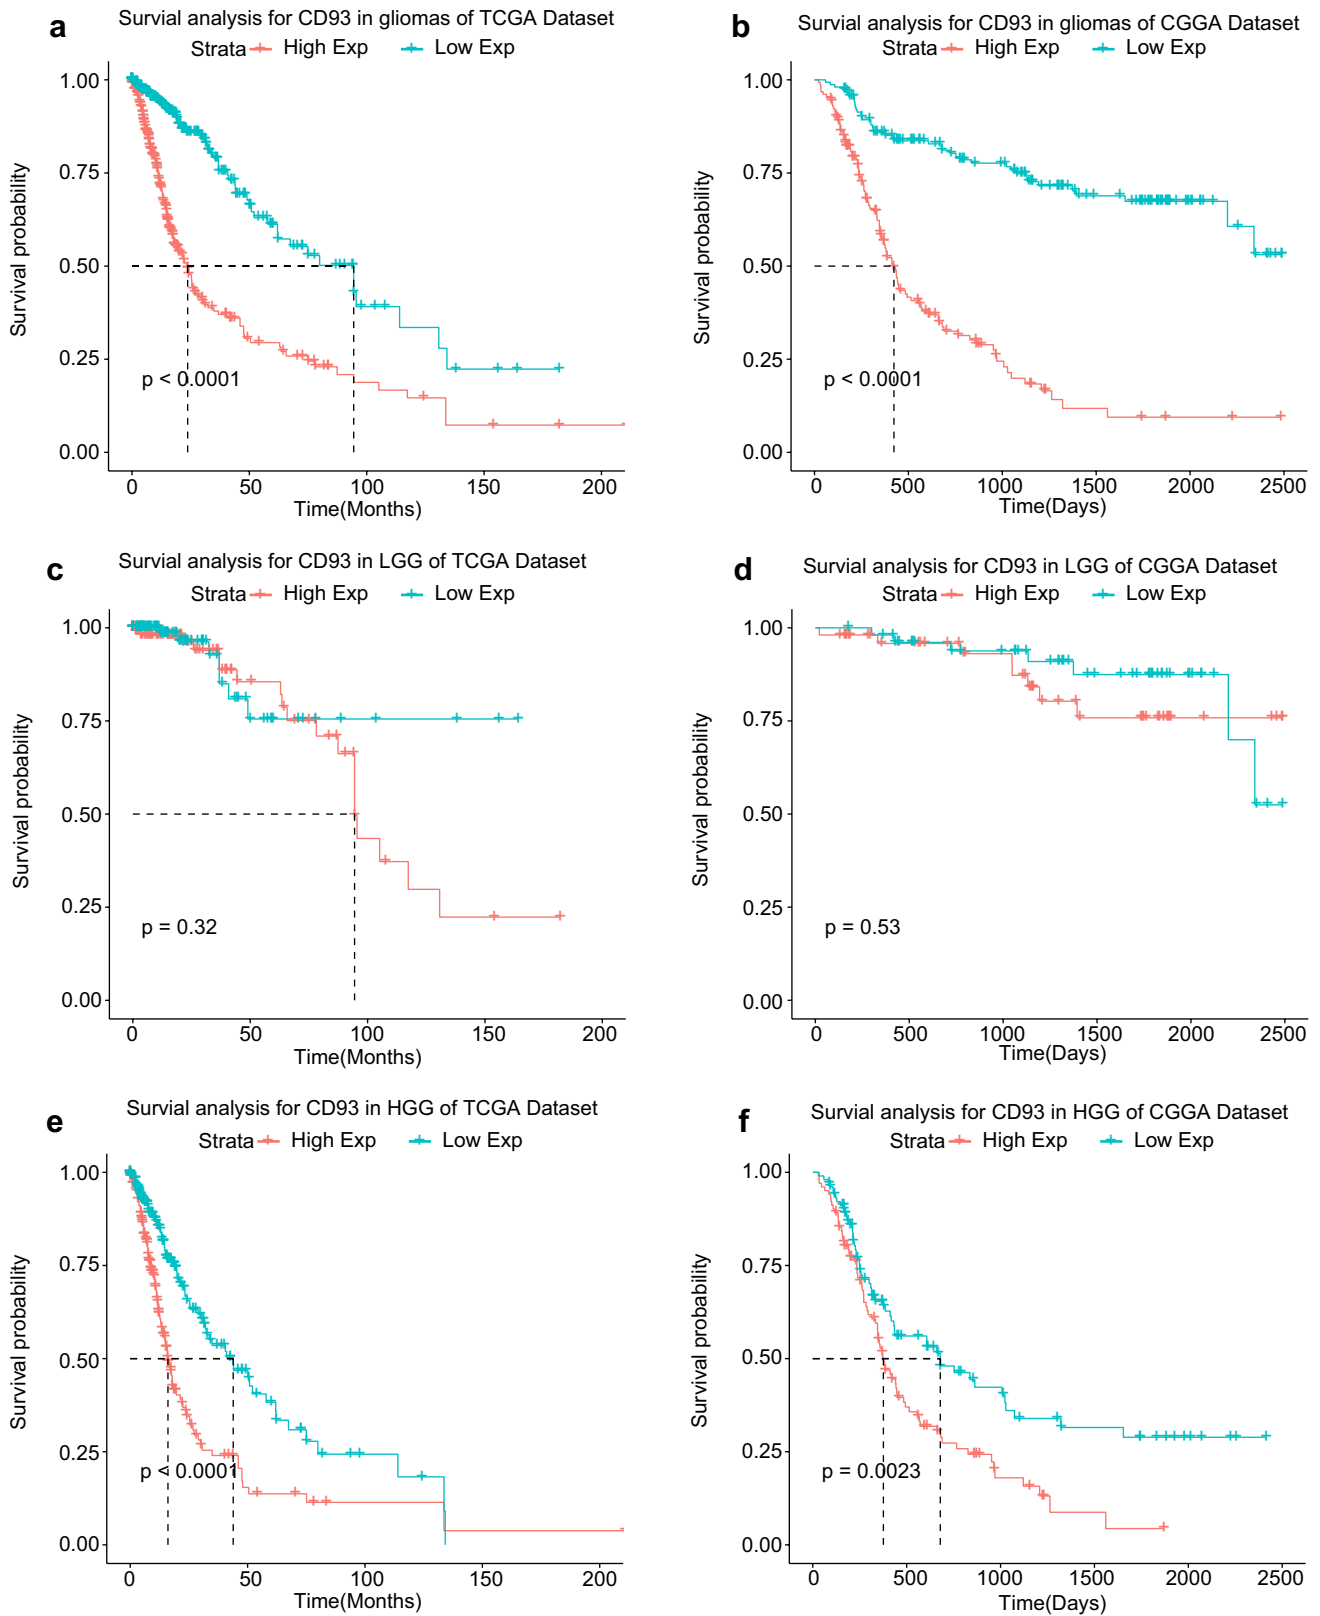 a
Survial analysis for CD93 in gliomas of TCGA Dataset
Strata High Exp Low Exp
Survival probability
1.00
0.75
0.50
0.25
0.00
p < 0.0001
0 50 100 150 200
Time(Months)
b
Survial analysis for CD93 in gliomas of CGGA Dataset
Strata High Exp Low Exp
Survival probability
1.00
0.75
0.50
0.25
0.00
p < 0.0001
0 500 1000 1500 2000 2500
Time(Days)
c
Survial analysis for CD93 in LGG of TCGA Dataset
Strata High Exp Low Exp
Survival probability
1.00
0.75
0.50
0.25
0.00
p = 0.32
0 50 100 150 200
Time(Months)
d
Survial analysis for CD93 in LGG of CGGA Dataset
Strata High Exp Low Exp
Survival probability
1.00
0.75
0.50
0.25
0.00
p = 0.53
0 500 1000 1500 2000 2500
Time(Days)
e
Survial analysis for CD93 in HGG of TCGA Dataset
Strata High Exp Low Exp
Survival probability
1.00
0.75
0.50
0.25
0.00
p < 0.0001
0 50 100 150 200
Time(Months)
f
Survial analysis for CD93 in HGG of CGGA Dataset
Strata High Exp Low Exp
Survival probability
1.00
0.75
0.50
0.25
0.00
p = 0.0023
0 500 1000 1500 2000 2500
Time(Days)